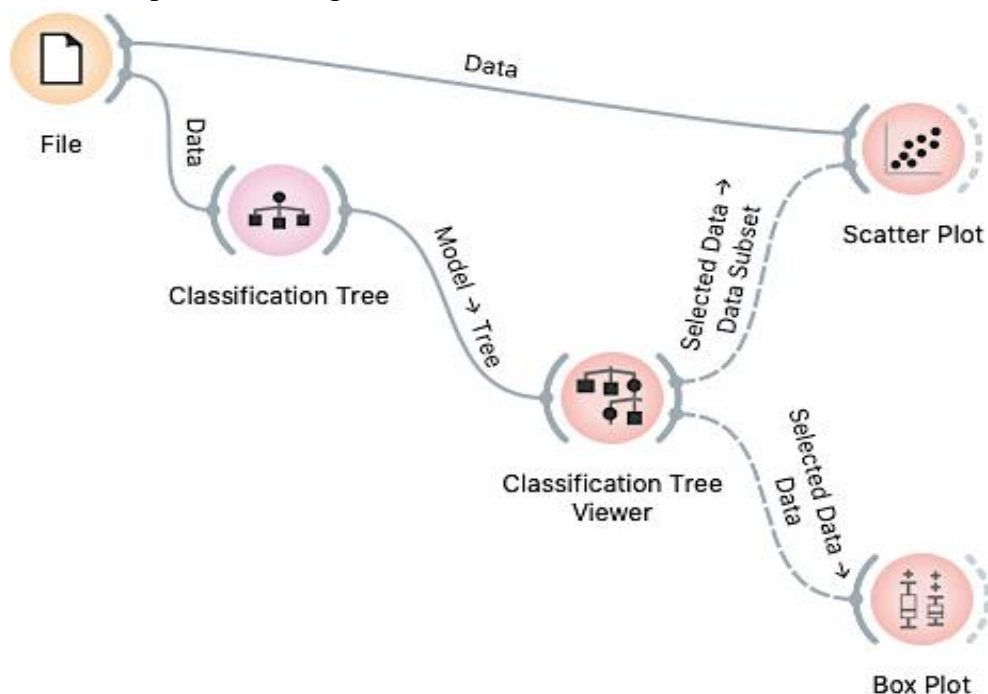 File
Data
Data
Classification Tree
Model → Tree
Classification Tree
Viewer
Selected Data →
Data Subset
Scatter Plot
Selected Data →
Data
Box Plot